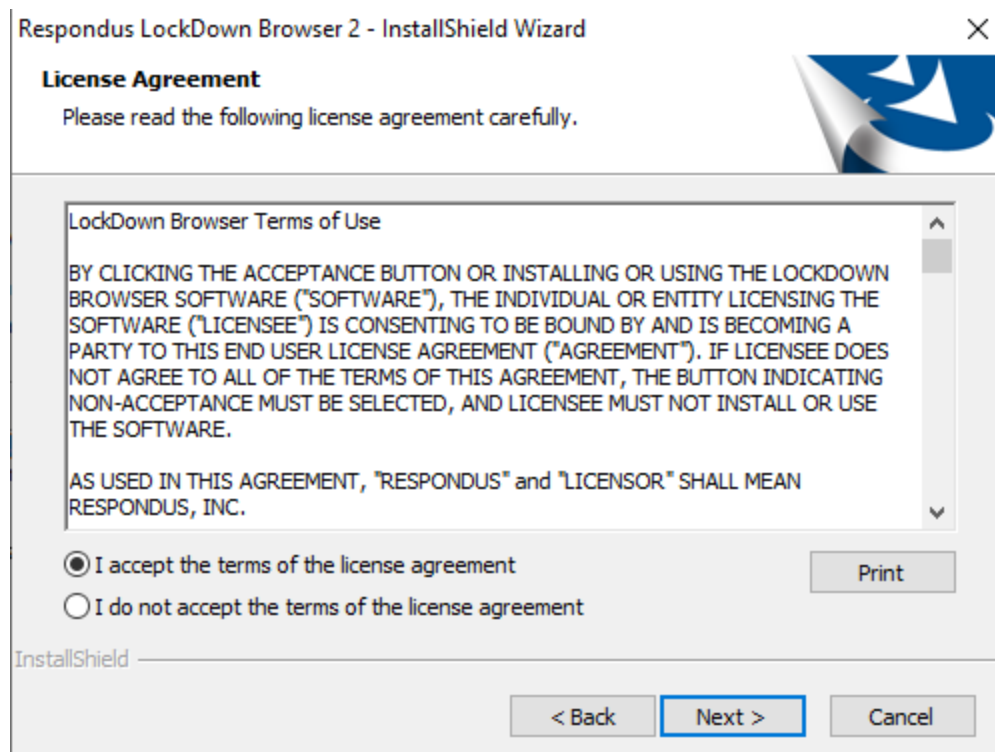 Respondus LockDown Browser 2 - InstallShield Wizard
License Agreement
Please read the following license agreement carefully.
LockDown Browser Terms of Use
BY CLICKING THE ACCEPTANCE BUTTON OR INSTALLING OR USING THE LOCKDOWN
BROWSER SOFTWARE ("SOFTWARE"), THE INDIVIDUAL OR ENTITY LICENSING THE
SOFTWARE ("LICENSEE") IS CONSENTING TO BE BOUND BY AND IS BECOMING A
PARTY TO THIS END USER LICENSE AGREEMENT ("AGREEMENT"). IF LICENSEE DOES
NOT AGREE TO ALL OF THE TERMS OF THIS AGREEMENT, THE BUTTON INDICATING
NON-ACCEPTANCE MUST BE SELECTED, AND LICENSEE MUST NOT INSTALL OR USE
THE SOFTWARE.
AS USED IN THIS AGREEMENT, "RESPONDUS" and "LICENSOR" SHALL MEAN
RESPONDUS, INC.
I accept the terms of the license agreement
Print
I do not accept the terms of the license agreement
InstallShield
< Back Next > Cancel